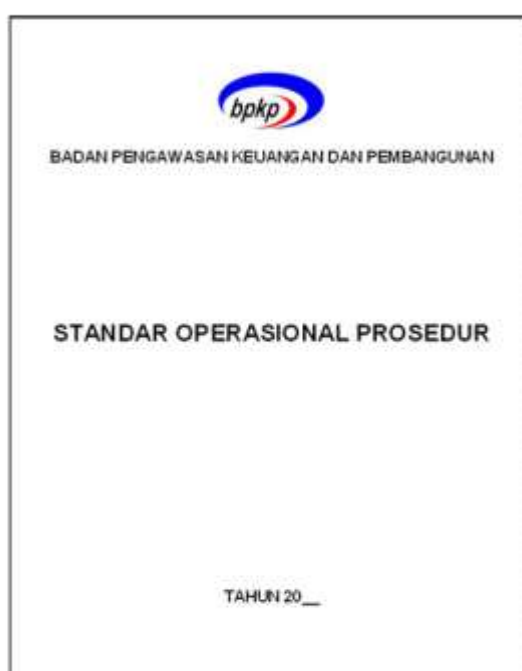 bpkp
BADAN PENGAWASAN KEUANGAN DAN PEMBANGUNAN
STANDAR OPERASIONAL PROSEDUR
TAHUN 20__